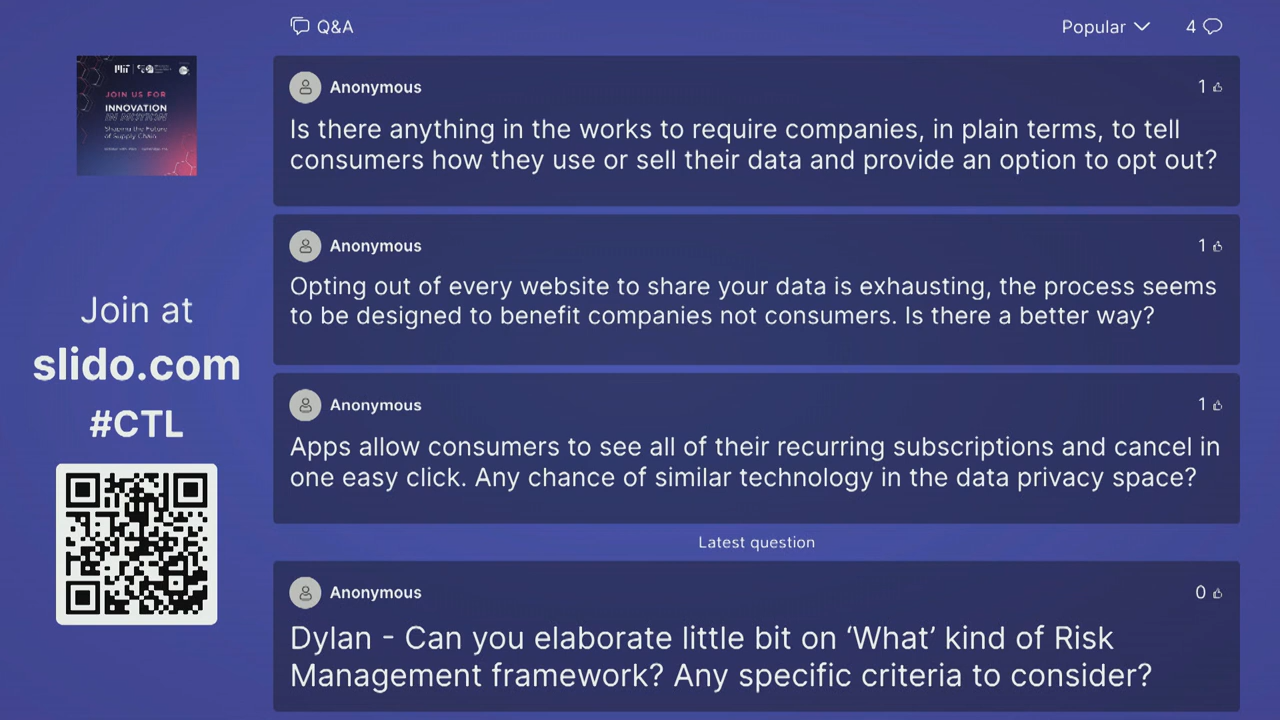 Q&A
Popular
4
JOIN US FOR
INNOVATION
IN MOTION
Shaping the Future
of Supply Chain
Join at
slido.com
#CTL
Anonymous
1
Is there anything in the works to require companies, in plain terms, to tell
consumers how they use or sell their data and provide an option to opt out?
Anonymous
1
Opting out of every website to share your data is exhausting, the process seems
to be designed to benefit companies not consumers. Is there a better way?
Anonymous
1
Apps allow consumers to see all of their recurring subscriptions and cancel in
one easy click. Any chance of similar technology in the data privacy space?
Latest question
Anonymous
0
Dylan - Can you elaborate little bit on ‘What’ kind of Risk
Management framework? Any specific criteria to consider?